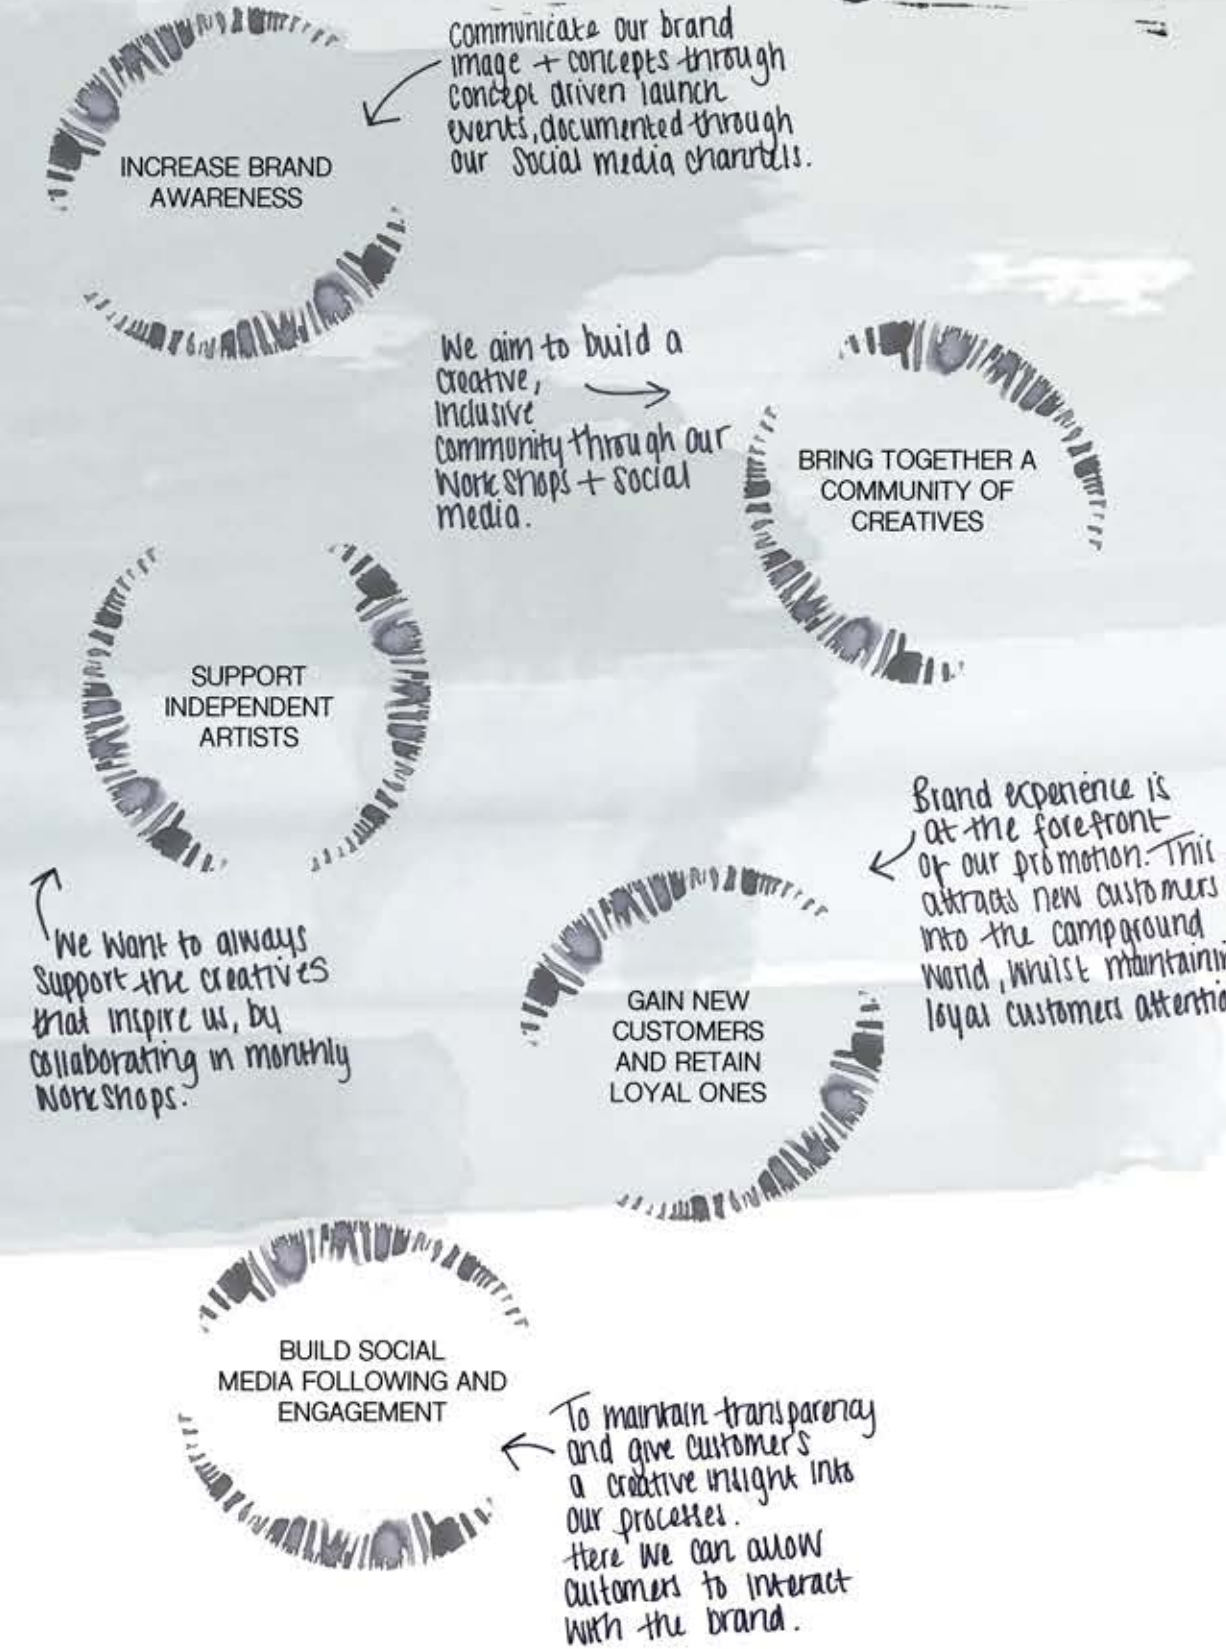 Communicate our brand
image + concepts through
concept driven launch
events, documented through
our social media channels.
INCREASE BRAND
AWARENESS
We aim to build a
creative,
inclusive
community through our
workshops + social
media.
BRING TOGETHER A
COMMUNITY OF
CREATIVES
SUPPORT
INDEPENDENT
ARTISTS
We want to always
support the creatives
that inspire us, by
collaborating in monthly
workshops.
Brand experience is
at the forefront
of our promotion. This
attracts new customers
into the campground
world, whilst maintainin
loyal customers attentio
GAIN NEW
CUSTOMERS
AND RETAIN
LOYAL ONES
BUILD SOCIAL
MEDIA FOLLOWING AND
ENGAGEMENT
To maintain transparency
and give customers
a creative insight into
our processes.
Here we can allow
customers to interact
with the brand.